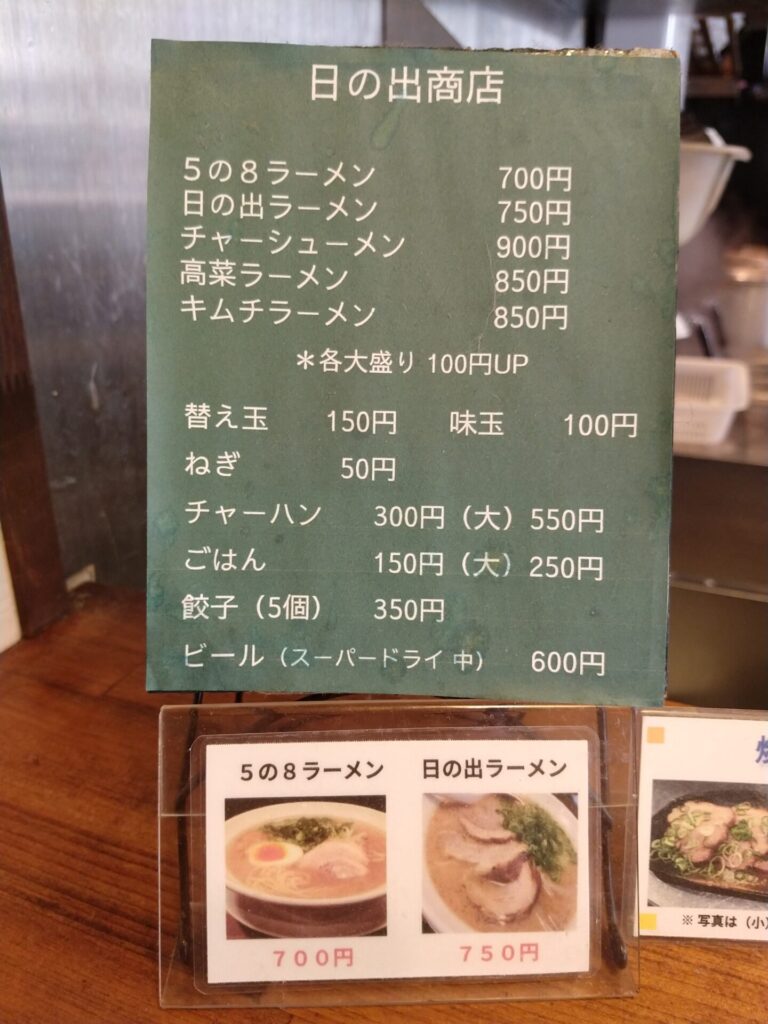 日の出商店
５の８ラーメン 700円
日の出ラーメン 750円
チャーシューメン 900円
高菜ラーメン 850円
キムチラーメン 850円
＊各大盛り 100円UP
替え玉 150円 味玉 100円
ねぎ 50円
チャーハン 300円（大）550円
ごはん 150円（大）250円
餃子（5個） 350円
ビール（スーパードライ 中） 600円
５の８ラーメン 日の出ラーメン
７００円 ７５０円
※写真は（小）